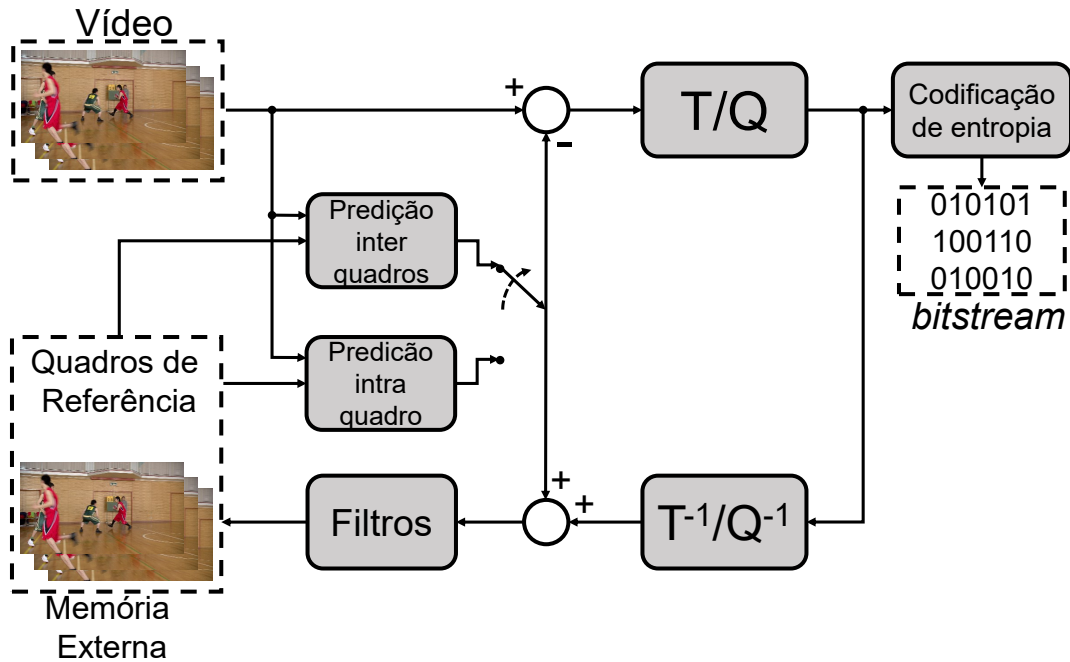 Vídeo
+
-
T/Q
Codificação
de entropia
010101
100110
010010
bitstream
Predição
inter
quadros
Quadros de
Referência
Predicão
intra
quadro
+
+
Filtros
T-1/Q-1
Memória
Externa